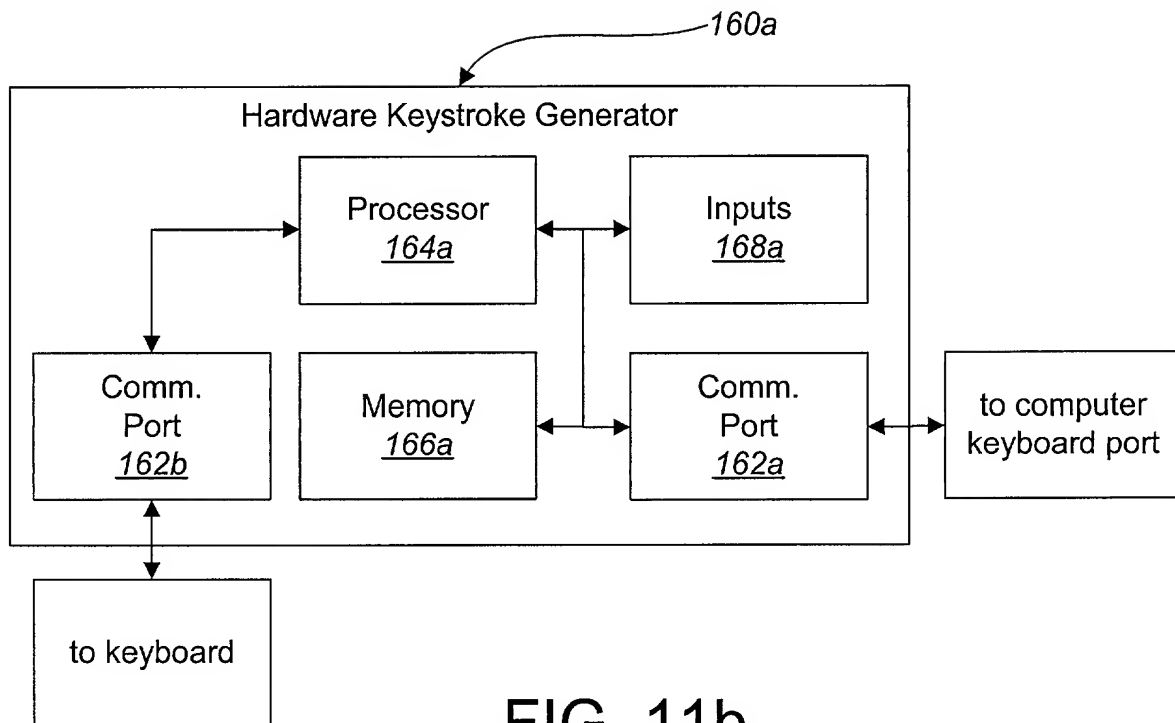 160a
Hardware Keystroke Generator
Processor
164a
Inputs
168a
Comm.
Port
162b
Memory
166a
Comm.
Port
162a
to computer
keyboard port
to keyboard
FIG. 11b